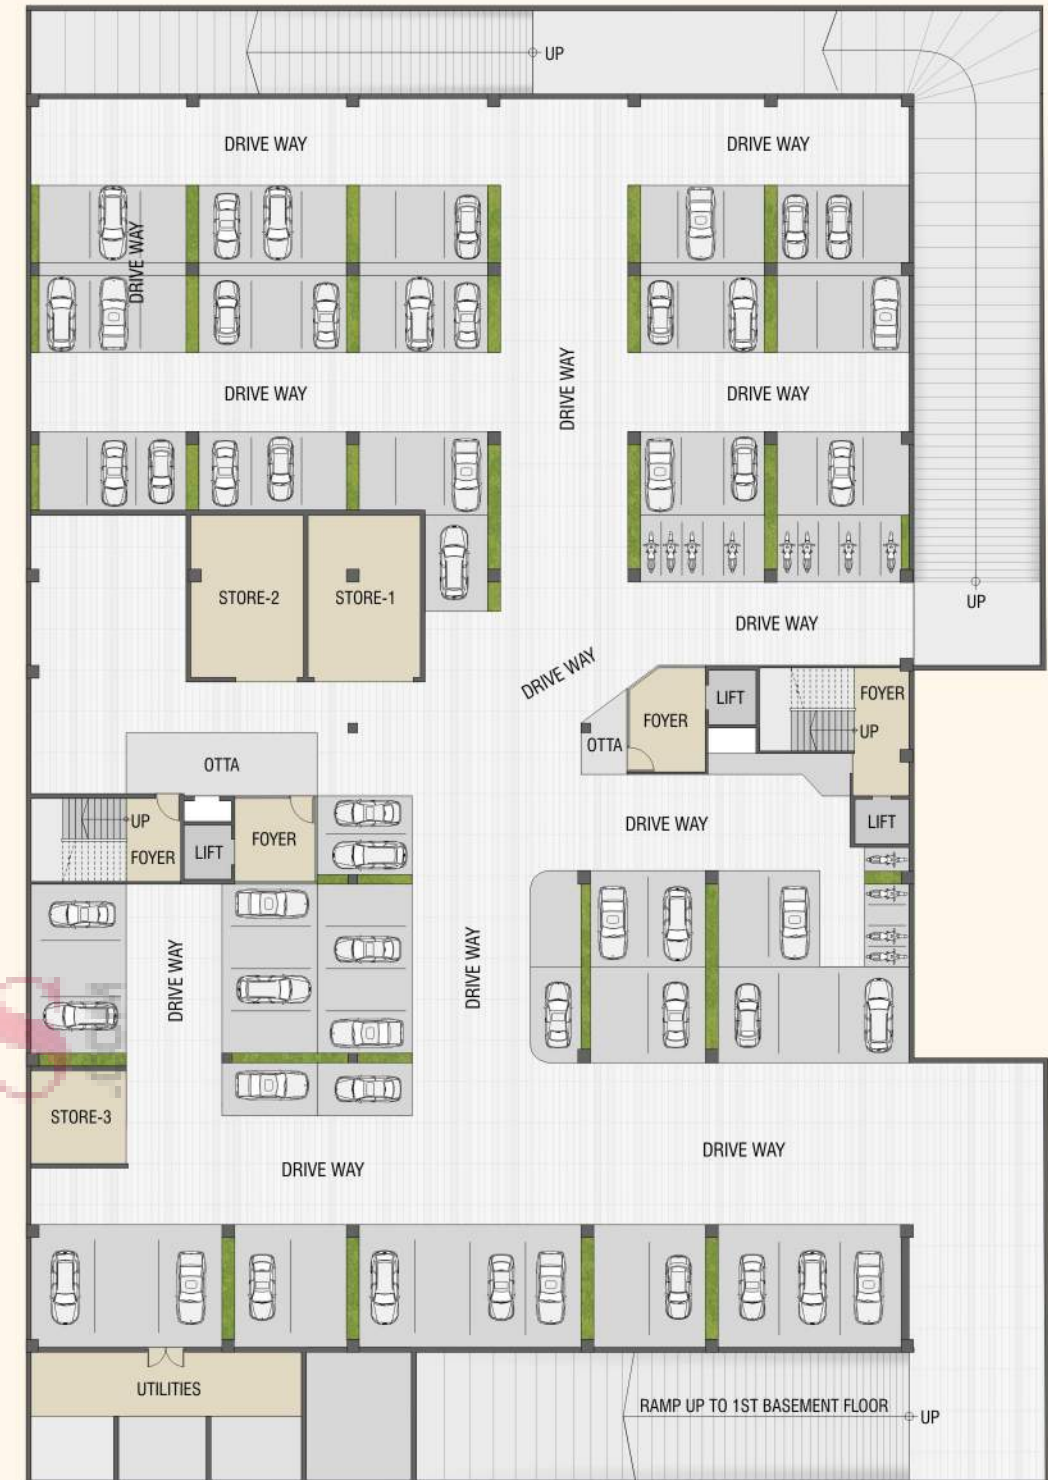 UP
DRIVE WAY
DRIVE WAY
DRIVE WAY
DRIVE WAY
DRIVE WAY
DRIVE WAY
STORE-2
STORE-1
UP
DRIVE WAY
DRIVE WAY
FOYER
LIFT
FOYER
UP
OTTA
OTTA
UP
FOYER
LIFT
FOYER
DRIVE WAY
LIFT
DRIVE WAY
DRIVE WAY
S
STORE-3
DRIVE WAY
DRIVE WAY
UTILITIES
RAMP UP TO 1ST BASEMENT FLOOR
UP